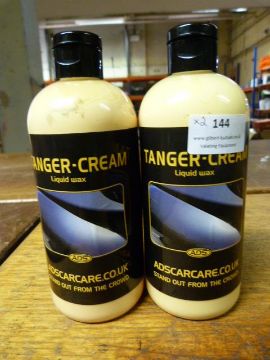 TANGER-CREAM
Liquid wax
ADS
ADSCARCARE.CO.UK
STAND OUT FROM THE CROWD
x2 144
TANGER-CREAM
Liquid wax
ADS
ADSCARCARE.CO.UK
STAND OUT FROM THE CROWD